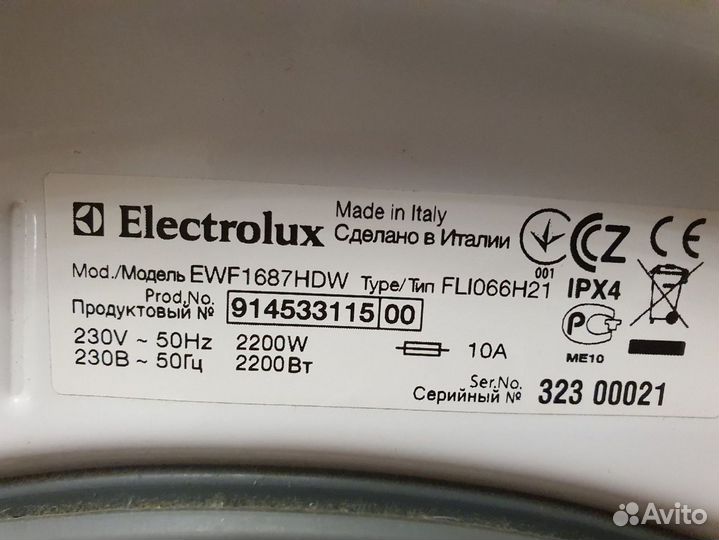 Electrolux Made in Italy
Сделано в Италии
001
Mod./Модель EWF1687HDW Type/Тип FLI066H21 IPX4
Prod.No.
Продуктовый № 914533115 00
230V ~ 50Hz 2200W
230В ~ 50Гц 2200Вт
10A
ME10
Ser.No.
Серийный № 323 00021
CE
Avito